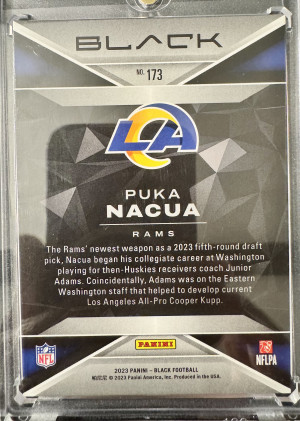 BLACK
NO. 173
LA
PUKA
NACUA
RAMS
The Rams' newest weapon as a 2023 fifth-round draft
pick, Nacua began his collegiate career at Washington
playing for then-Huskies receivers coach Junior
Adams. Coincidentally, Adams was on the Eastern
Washington staff that helped to develop current
Los Angeles All-Pro Cooper Kupp.
PANINI
NFL
NFLPA
2023 PANINI – BLACK FOOTBALL
© 2023 Panini America, Inc. Produced in the USA.